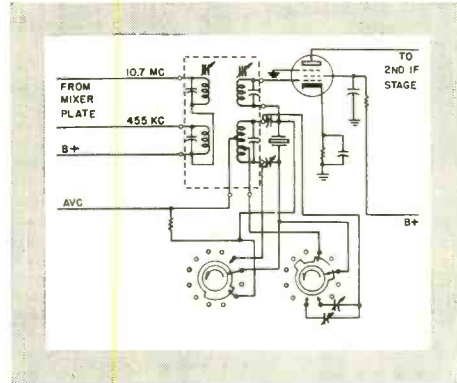 10.7 MC
FROM
MIXER
PLATE
455 KC
B+
AVC
TO
2ND IF
STAGE
B+